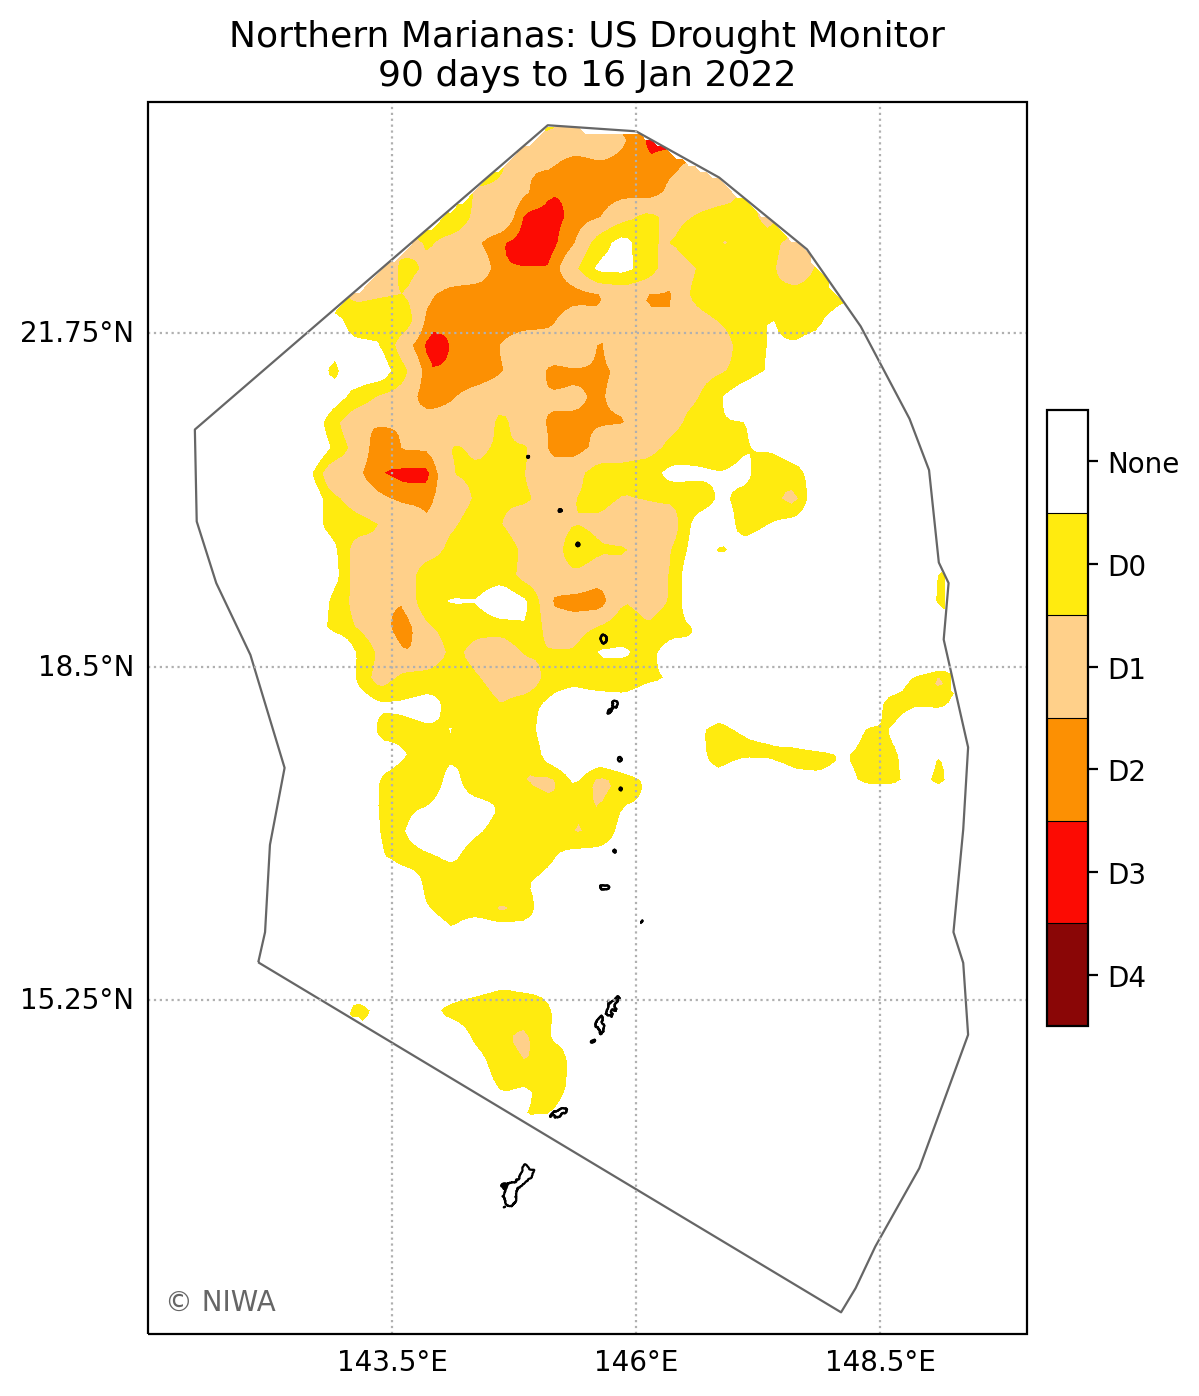 Northern Marianas: US Drought Monitor
90 days to 16 Jan 2022
21.75°N
18.5°N
15.25°N
143.5°E
146°E
148.5°E
None
D0
D1
D2
D3
D4
© NIWA